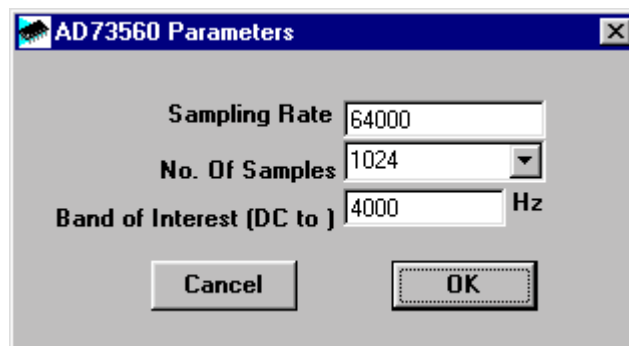 AD73560 Parameters
Sampling Rate 64000
No. Of Samples 1024
Band of Interest (DC to ) 4000 Hz
Cancel OK